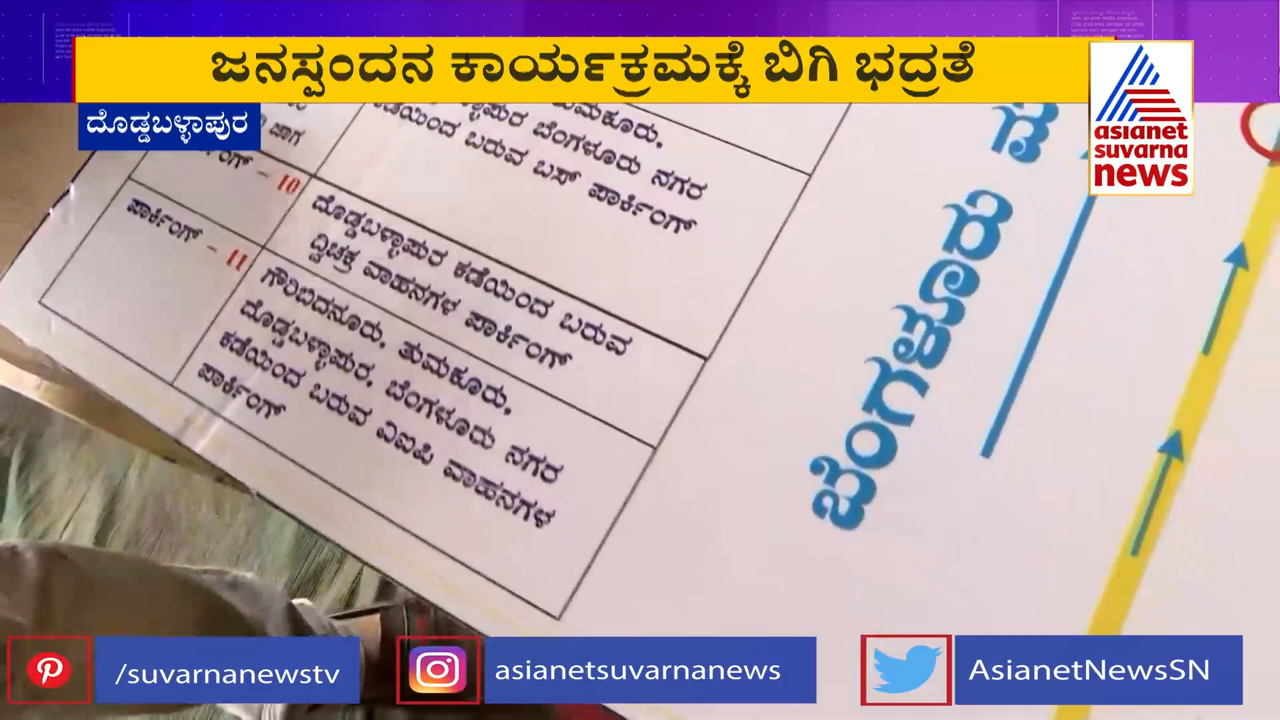 ಜನಸ್ಪಂದನ ಕಾರ್ಯಕ್ರಮಕ್ಕೆ ಬಿಗಿ ಭದ್ರತೆ
ದೊಡ್ಡಬಳ್ಳಾಪುರ
asianet
suvarna
news
ಬೆಂಗಳೂರು ನಗರ
ಕಡೆಯಿಂದ ಬರುವ ಬಸ್ ಪಾರ್ಕಿಂಗ್
ಜಾಗ
- 10
ದೊಡ್ಡಬಳ್ಳಾಪುರ ಕಡೆಯಿಂದ ಬರುವ
ದ್ವಿಚಕ್ರ ವಾಹನಗಳ ಪಾರ್ಕಿಂಗ್
ಪಾರ್ಕಿಂಗ್ - 11
ಗೌರಿಬಿದನೂರು, ತುಮಕೂರು,
ದೊಡ್ಡಬಳ್ಳಾಪುರ, ಬೆಂಗಳೂರು ನಗರ
ಕಡೆಯಿಂದ ಬರುವ ವಿಐಪಿ ವಾಹನಗಳ
ಪಾರ್ಕಿಂಗ್
ಬೆಂಗಳೂರು
/suvarnanewstv
asianetsuvarnanews
AsianetNewsSN